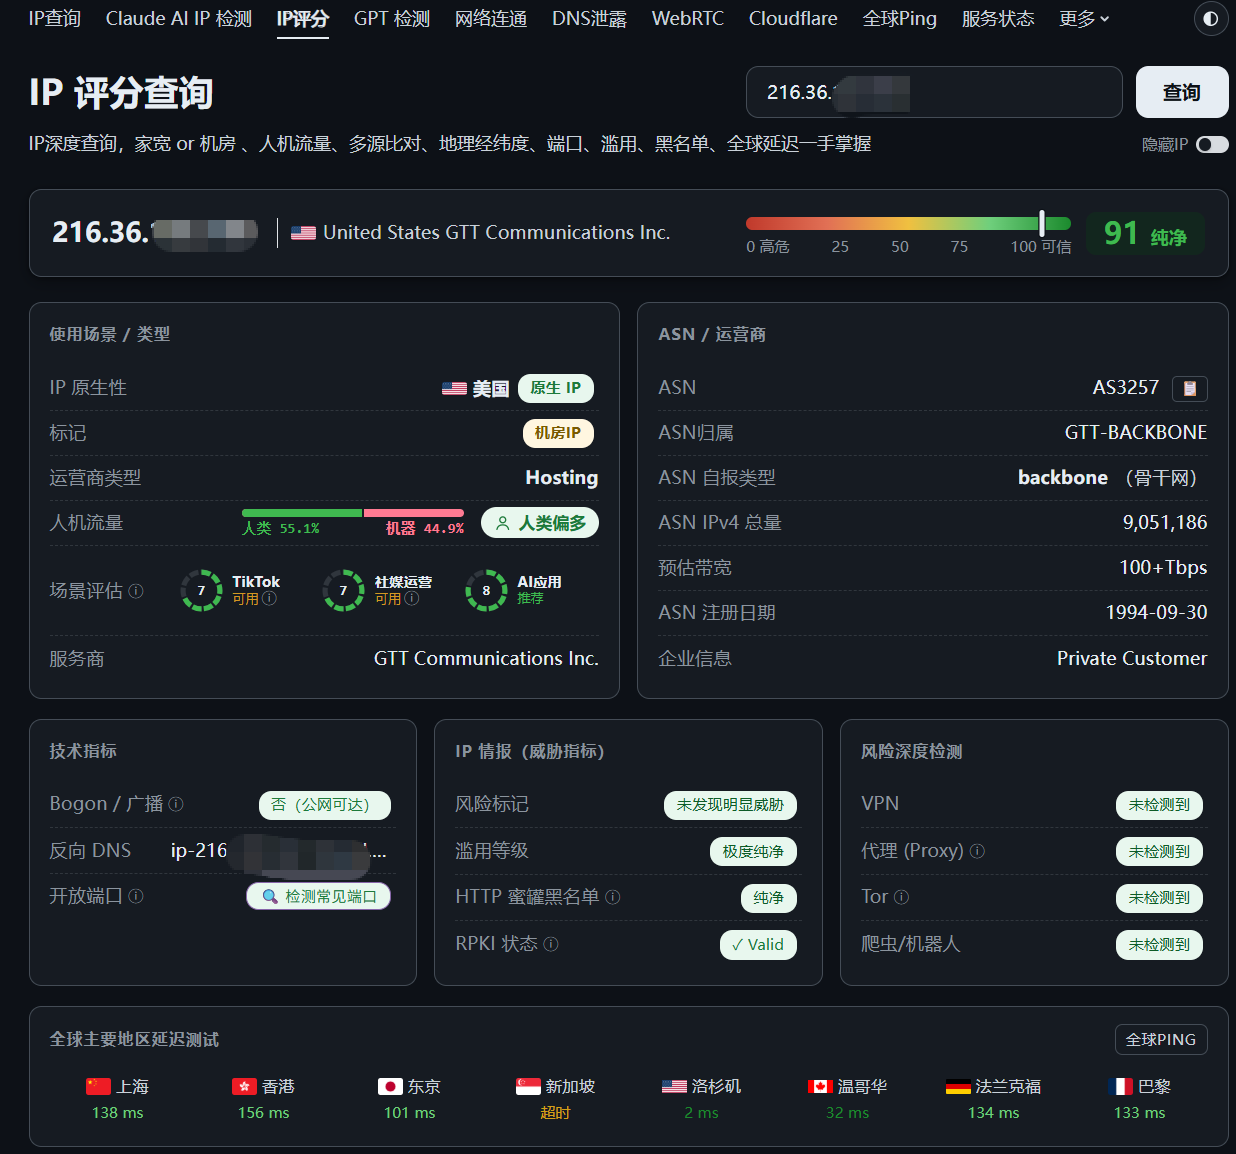 IP查询 Claude AI IP 检测 IP评分 GPT 检测 网络连通 DNS泄露 WebRTC Cloudflare 全球Ping 服务状态 更多
IP 评分查询
216.36.
查询
IP深度查询，家宽 or 机房 、人机流量、多源比对、地理经纬度、端口、滥用、黑名单、全球延迟一手掌握
隐藏IP
216.36.
United States GTT Communications Inc.
0 高危 25 50 75 100 可信
91 纯净
使用场景 / 类型
IP 原生性 美国 原生 IP
标记 机房IP
运营商类型 Hosting
人机流量 人类 55.1% 机器 44.9% 人类偏多
场景评估 7 TikTok 可用 7 社媒运营 可用 8 AI应用 推荐
服务商 GTT Communications Inc.
ASN / 运营商
ASN AS3257
ASN归属 GTT-BACKBONE
ASN 自报类型 backbone （骨干网）
ASN IPv4 总量 9,051,186
预估带宽 100+Tbps
ASN 注册日期 1994-09-30
企业信息 Private Customer
技术指标
Bogon / 广播 否（公网可达）
反向 DNS ip-216 ...
开放端口 检测常见端口
IP 情报（威胁指标）
风险标记 未发现明显威胁
滥用等级 极度纯净
HTTP 蜜罐黑名单 纯净
RPKI 状态 ✓ Valid
风险深度检测
VPN 未检测到
代理 (Proxy) 未检测到
Tor 未检测到
爬虫/机器人 未检测到
全球主要地区延迟测试
全球PING
上海 香港 东京 新加坡 洛杉矶 温哥华 法兰克福 巴黎
138 ms 156 ms 101 ms 超时 2 ms 32 ms 134 ms 133 ms